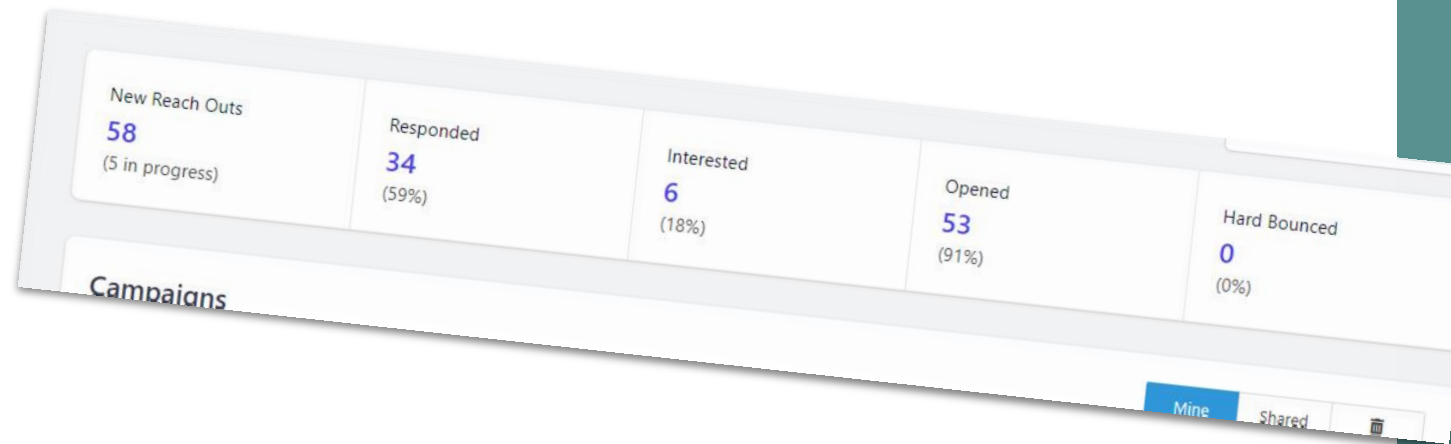 New Reach Outs
58
(5 in progress)
Responded
34
(59%)
Interested
6
(18%)
Opened
53
(91%)
Hard Bounced
0
(0%)
Campaigns
Mine
Shared